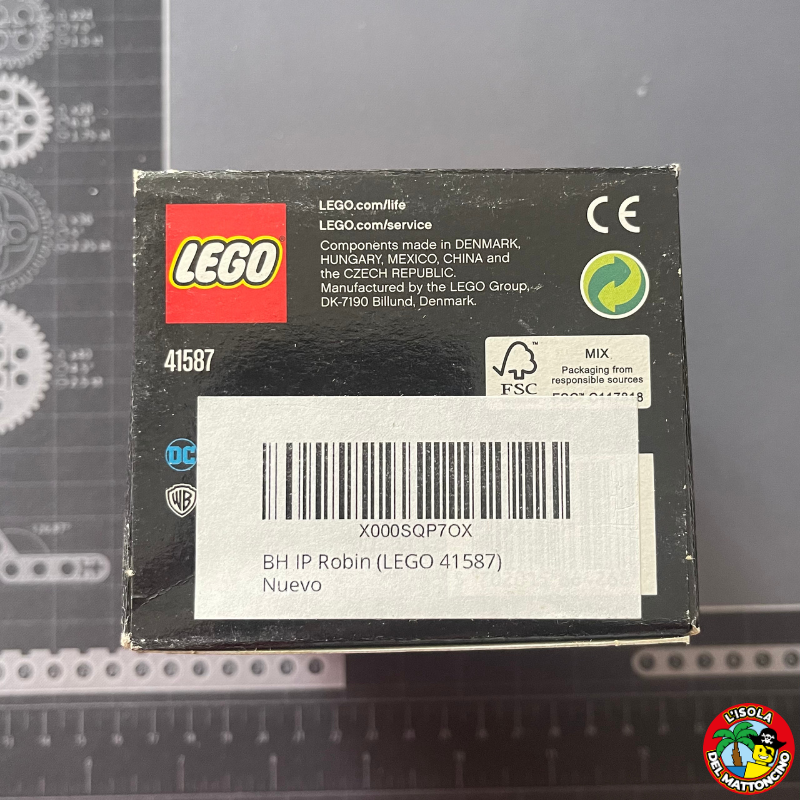 LEGO
LEGO.com/life
LEGO.com/service
Components made in DENMARK,
HUNGARY, MEXICO, CHINA and
the CZECH REPUBLIC.
Manufactured by the LEGO Group,
DK-7190 Billund, Denmark.
CE
41587
FSC™
MIX
Packaging from
responsible sources
DC
WB
X000SQP7OX
BH IP Robin (LEGO 41587)
Nuevo
L'ISOLA
DEL MATTONCINO